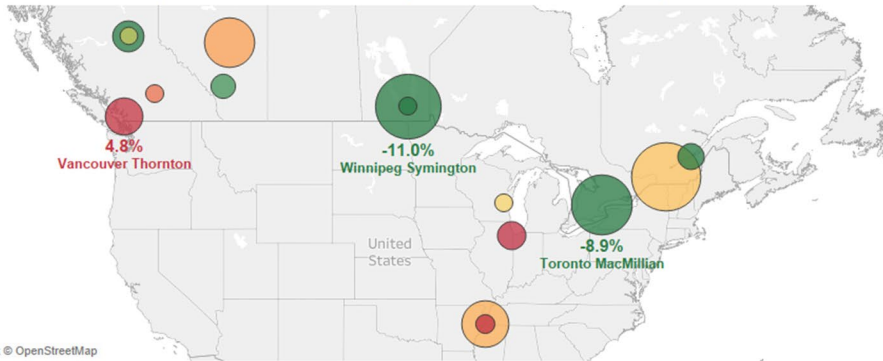 4.8%
Vancouver Thornton
-11.0%
Winnipeg Symington
United
States
-8.9%
Toronto MacMillian
© OpenStreetMap